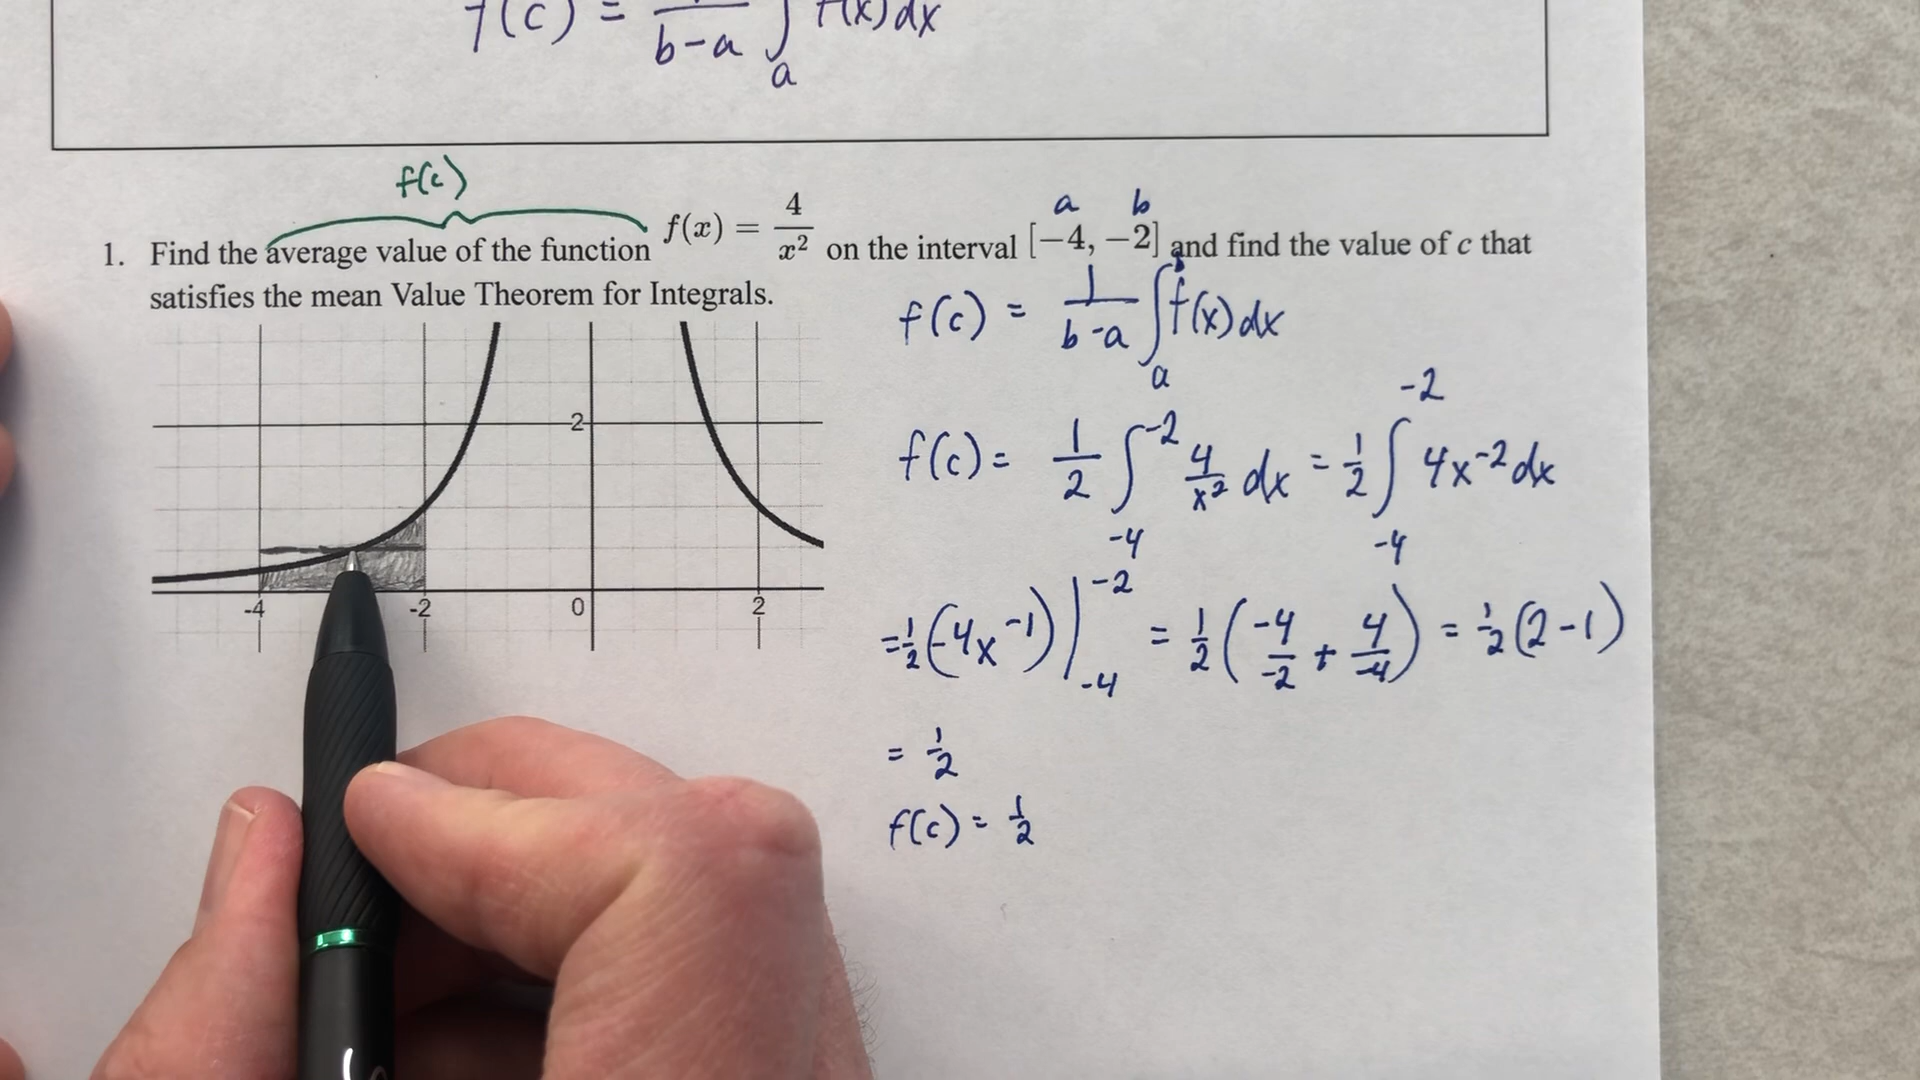 f(c) = 1/b-a ∫ₐ f(x)dx
f(c)
a b
1. Find the average value of the function f(x) = 4/x² on the interval [−4, −2] and find the value of c that
satisfies the mean Value Theorem for Integrals.
f(c) = 1/b-a ∫ₐᵇ f(x)dx
f(c) = 1/2 ∫₋₄⁻² 4/x² dx = 1/2 ∫₋₄⁻² 4x⁻² dx
= 1/2 (-4x⁻¹) |₋₄⁻² = 1/2 (-4/-2 + 4/-4) = 1/2 (2-1)
= 1/2
f(c) = 1/2
2
-4 -2 0 2